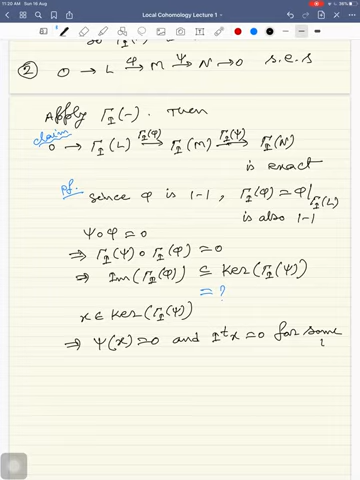 11:20 AM Sun 16 Aug
38%
Local Cohomology Lecture 1
② 0 → L →^φ M →^ψ N → 0 s.e.s
Apply Γ_I(-). Then
claim
0 → Γ_I(L) →^{Γ_I(φ)} Γ_I(M) →^{Γ_I(ψ)} Γ_I(N)
is exact
Pf. Since φ is 1-1, Γ_I(φ) = φ|_{Γ_I(L)}
is also 1-1
ψ∘φ = 0
⇒ Γ_I(ψ) ∘ Γ_I(φ) = 0
⇒ Im(Γ_I(φ)) ⊆ Ker(Γ_I(ψ))
= ?
x ∈ Ker(Γ_I(ψ))
⇒ ψ(x) = 0 and I^t x = 0 for some